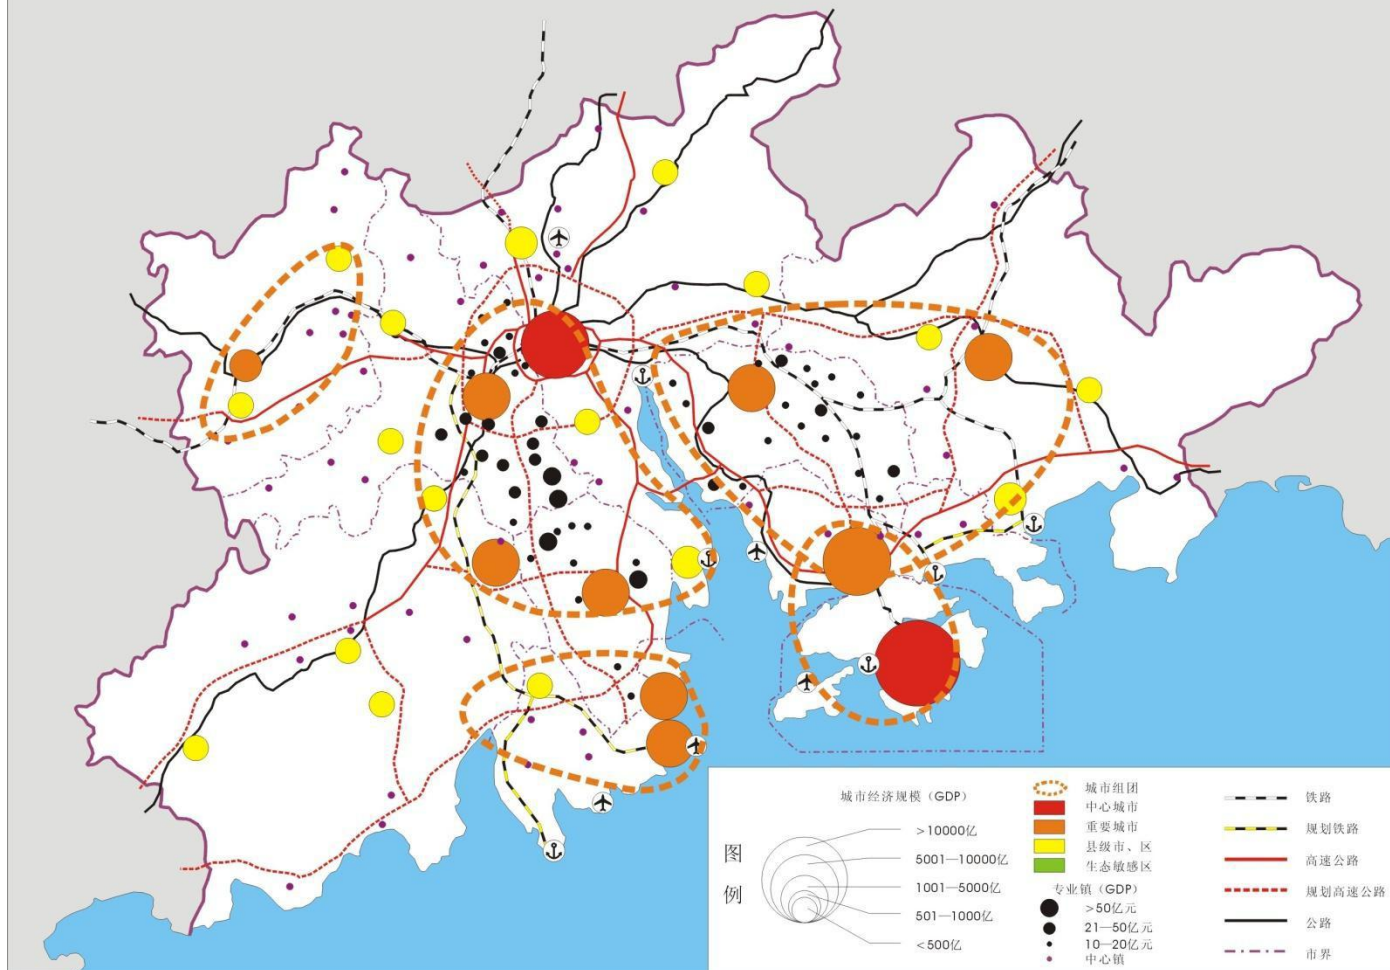 图例
城市经济规模（GDP）
>10000亿
5001—10000亿
1001—5000亿
501—1000亿
<500亿
城市组团
中心城市
重要城市
县级市、区
生态敏感区
专业镇（GDP）
>50亿元
21—50亿元
10—20亿元
中心镇
铁路
规划铁路
高速公路
规划高速公路
公路
市界